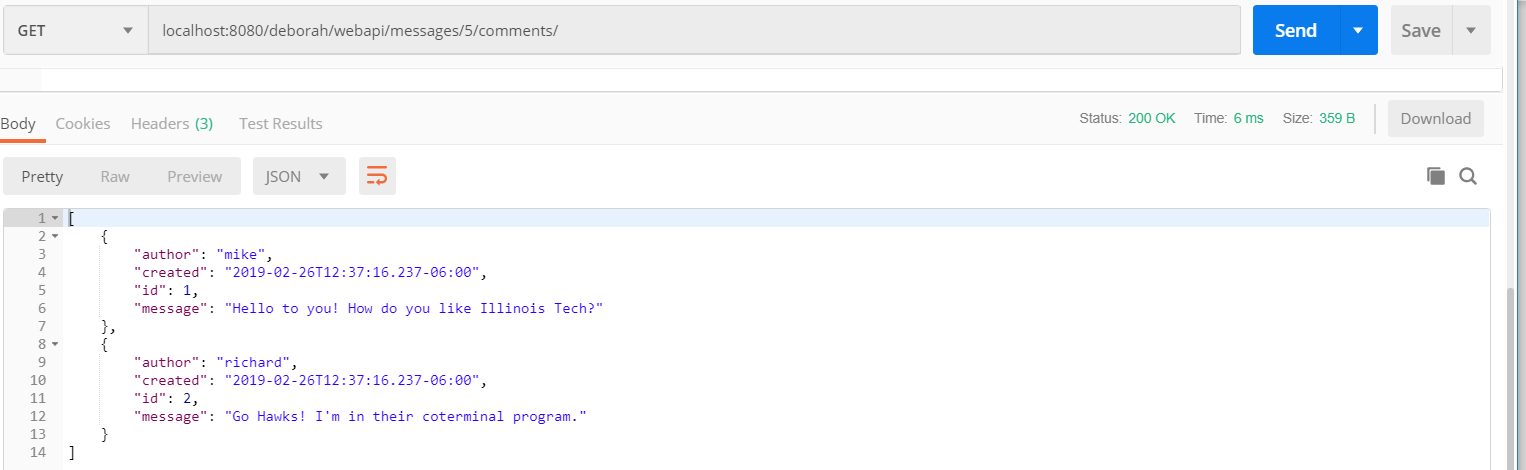 GET localhost:8080/deborah/webapi/messages/5/comments/ Send Save
Body Cookies Headers (3) Test Results Status: 200 OK Time: 6 ms Size: 359 B Download
Pretty Raw Preview JSON
1 [
2 {
3 "author": "mike",
4 "created": "2019-02-26T12:37:16.237-06:00",
5 "id": 1,
6 "message": "Hello to you! How do you like Illinois Tech?"
7 },
8 {
9 "author": "richard",
10 "created": "2019-02-26T12:37:16.237-06:00",
11 "id": 2,
12 "message": "Go Hawks! I'm in their coterminal program."
13 }
14 ]